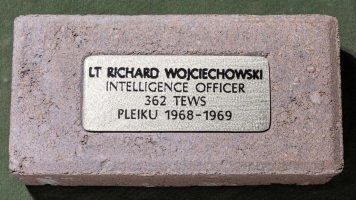 LT RICHARD WOJCIECHOWSKI
INTELLIGENCE OFFICER
362 TEWS
PLEIKU 1968-1969